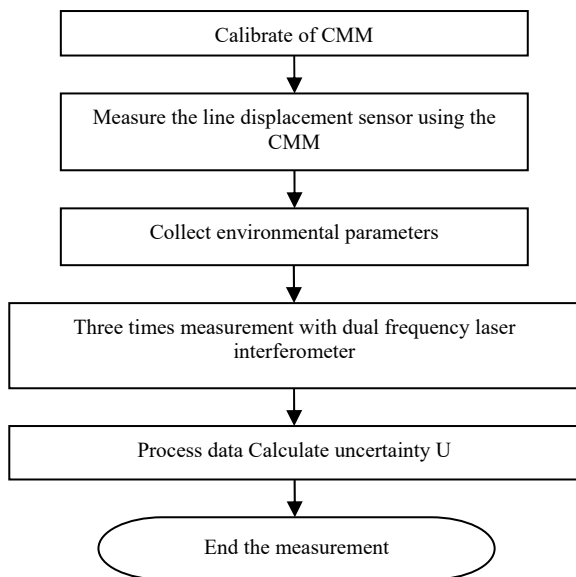 Calibrate of CMM
Measure the line displacement sensor using the
CMM
Collect environmental parameters
Three times measurement with dual frequency laser
interferometer
Process data Calculate uncertainty U
End the measurement